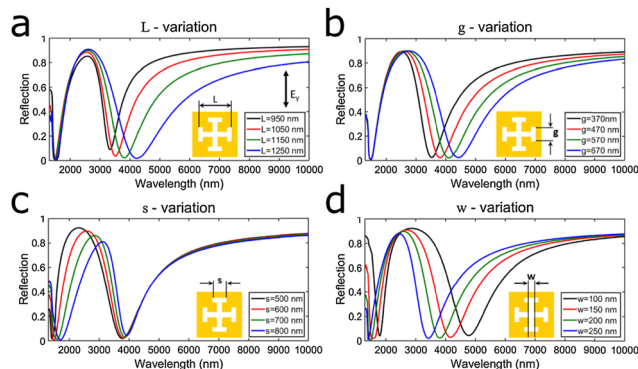 a
L - variation
Reflection
1
0.8
0.6
0.4
0.2
0
L
E_y
L=950 nm
L=1050 nm
L=1150 nm
L=1250 nm
2000 3000 4000 5000 6000 7000 8000 9000 10000
Wavelength (nm)
b
g - variation
Reflection
1
0.8
0.6
0.4
0.2
0
g
g=370nm
g=470 nm
g=570 nm
g=670 nm
2000 3000 4000 5000 6000 7000 8000 9000 10000
Wavelength (nm)
c
s - variation
Reflection
1
0.8
0.6
0.4
0.2
0
s
s=500 nm
s=600 nm
s=700 nm
s=800 nm
2000 3000 4000 5000 6000 7000 8000 9000 10000
Wavelength (nm)
d
w - variation
Reflection
1
0.8
0.6
0.4
0.2
0
w
w=100 nm
w=150 nm
w=200 nm
w=250 nm
2000 3000 4000 5000 6000 7000 8000 9000 10000
Wavelength (nm)